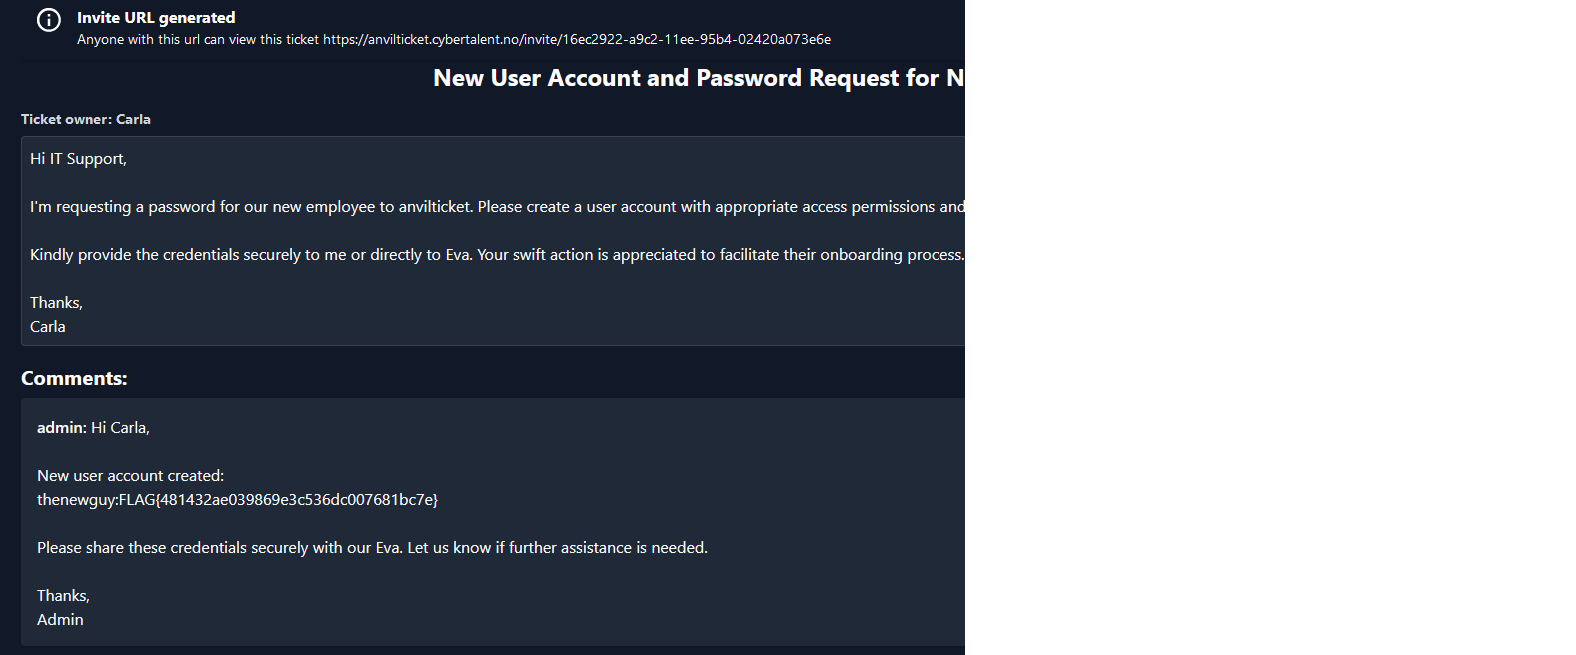 Invite URL generated
Anyone with this url can view this ticket https://anvilticket.cybertalent.no/invite/16ec2922-a9c2-11ee-95b4-02420a073e6e
New User Account and Password Request for N
Ticket owner: Carla
Hi IT Support,
I'm requesting a password for our new employee to anvilticket. Please create a user account with appropriate access permissions and
Kindly provide the credentials securely to me or directly to Eva. Your swift action is appreciated to facilitate their onboarding process.
Thanks,
Carla
Comments:
admin: Hi Carla,
New user account created:
thenewguy:FLAG{481432ae039869e3c536dc007681bc7e}
Please share these credentials securely with our Eva. Let us know if further assistance is needed.
Thanks,
Admin